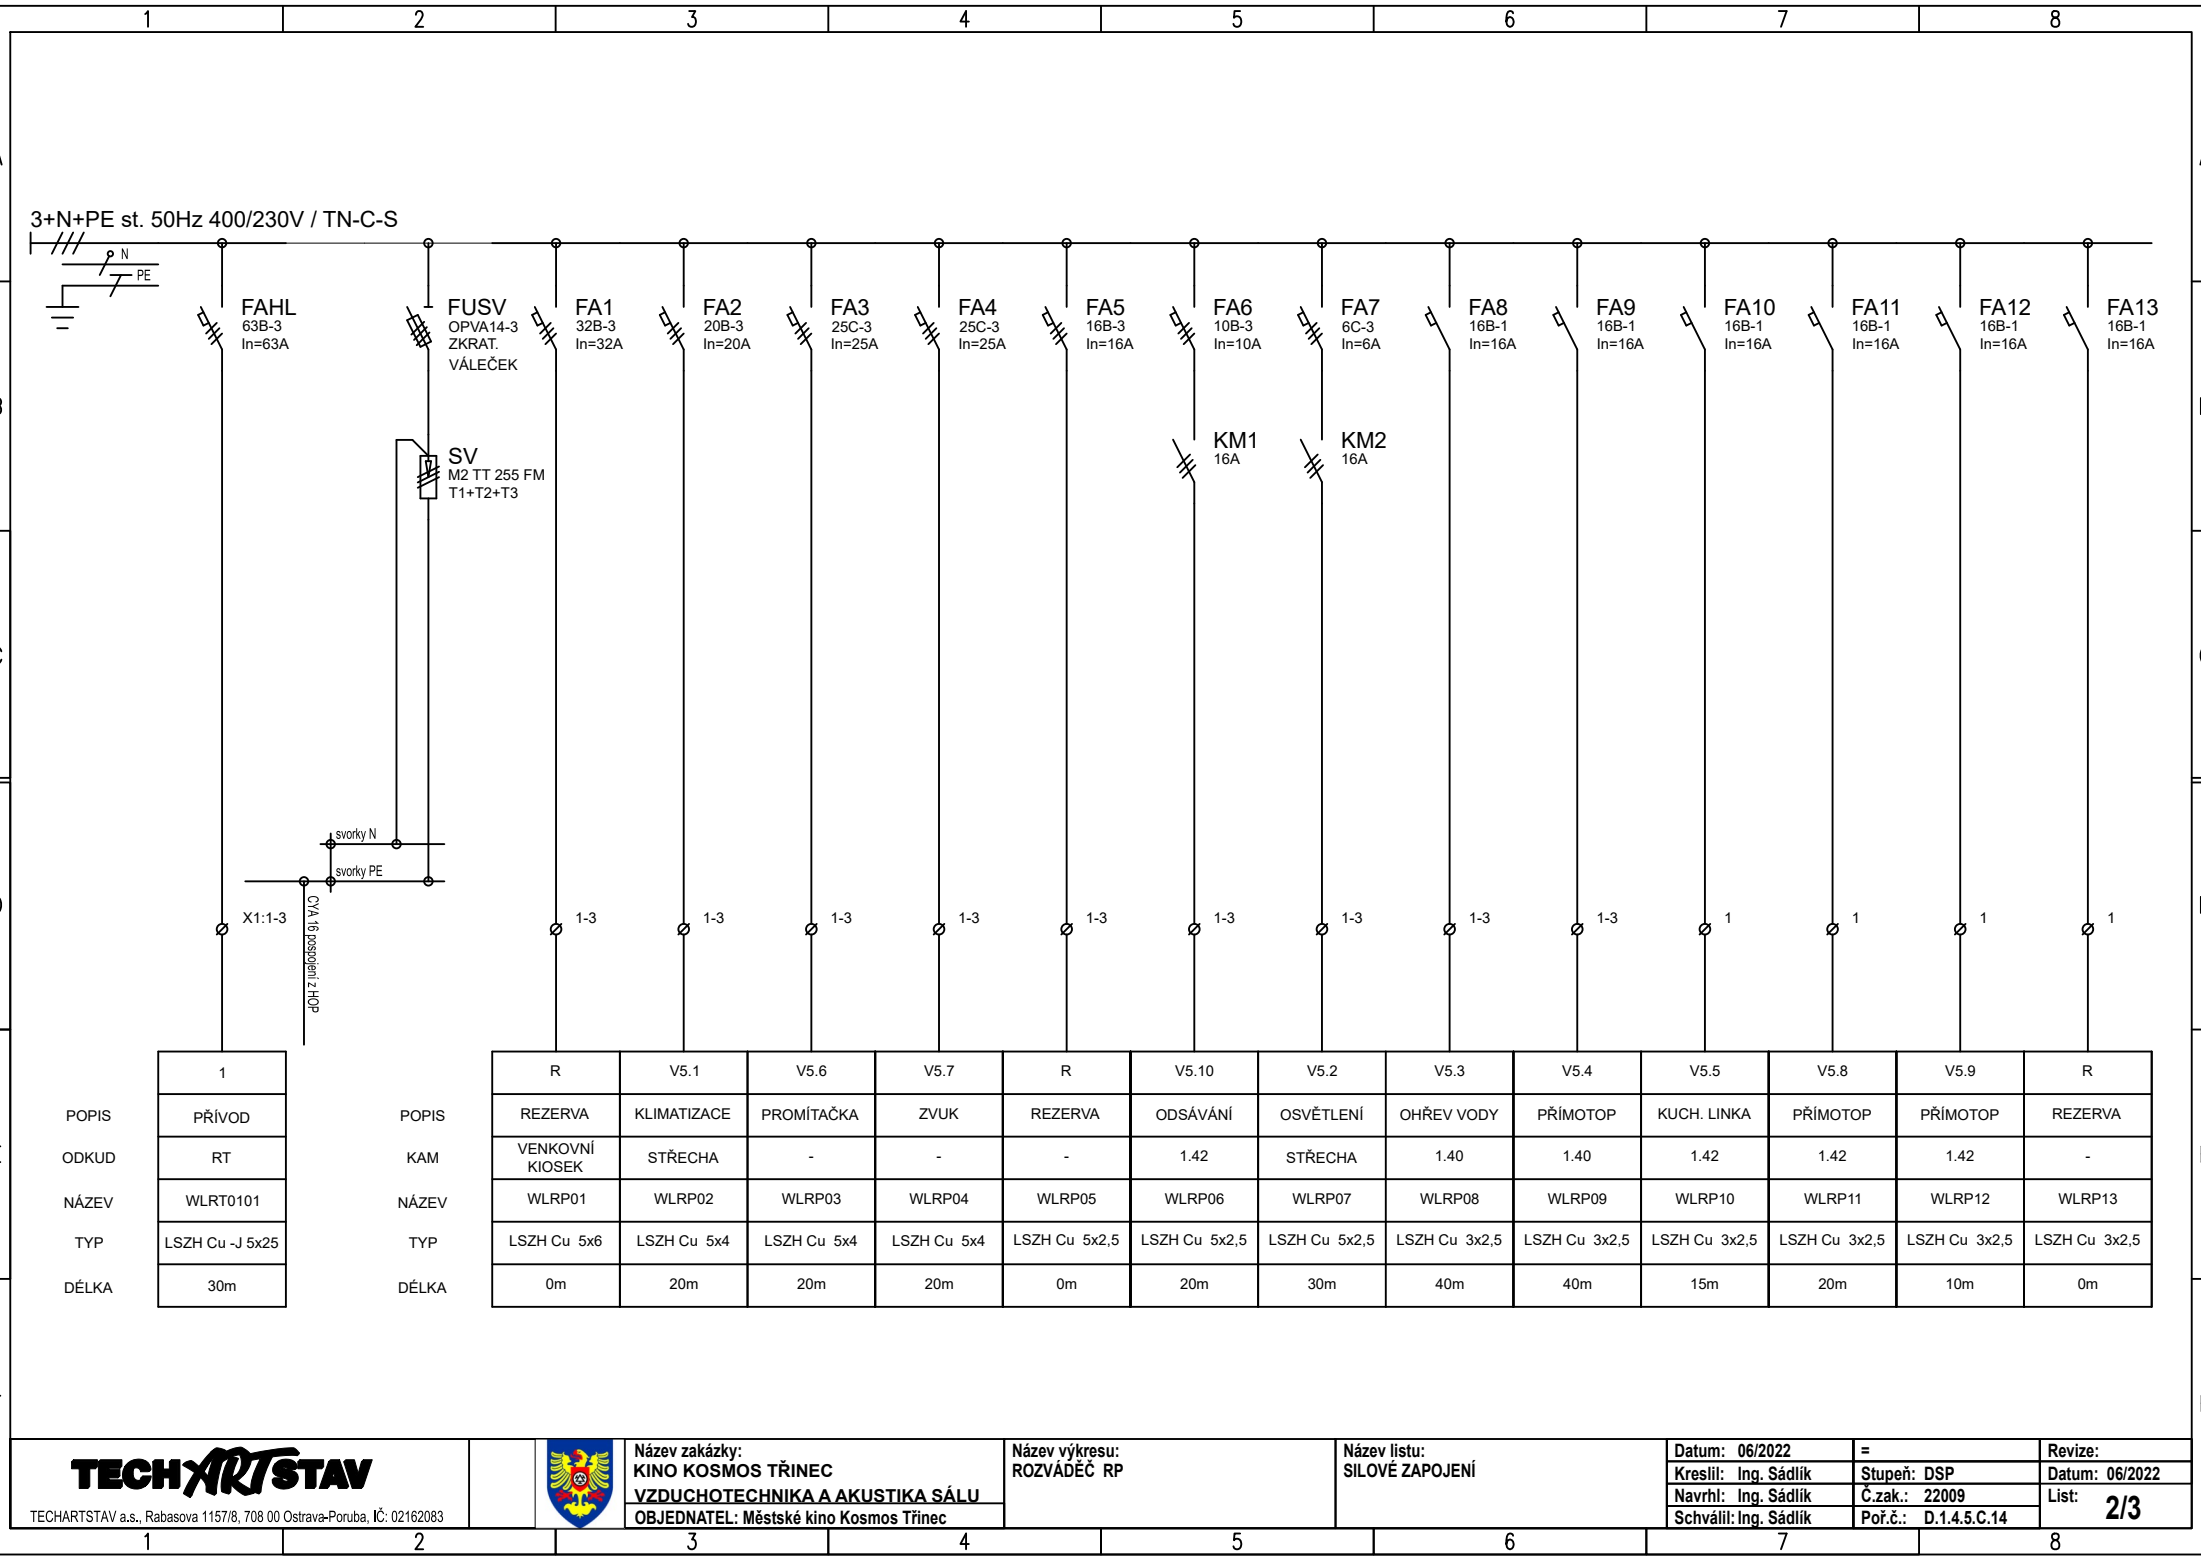 1 2 3 4 5 6 7 8
3+N+PE st. 50Hz 400/230V / TN-C-S
N
PE
FAHL
63B-3
In=63A
FUSV
OPVA14-3
ZKRAT.
VÁLEČEK
FA1
32B-3
In=32A
FA2
20B-3
In=20A
FA3
25C-3
In=25A
FA4
25C-3
In=25A
FA5
16B-3
In=16A
FA6
10B-3
In=10A
FA7
6C-3
In=6A
FA8
16B-1
In=16A
FA9
16B-1
In=16A
FA10
16B-1
In=16A
FA11
16B-1
In=16A
FA12
16B-1
In=16A
FA13
16B-1
In=16A
SV
M2 TT 255 FM
T1+T2+T3
KM1
16A
KM2
16A
svorky N
svorky PE
CYA 16 pospojení z HOP
X1:1-3 1-3 1-3 1-3 1-3 1-3 1-3 1-3 1-3 1-3 1 1 1 1
1 R V5.1 V5.6 V5.7 R V5.10 V5.2 V5.3 V5.4 V5.5 V5.8 V5.9 R
POPIS PŘÍVOD POPIS REZERVA KLIMATIZACE PROMÍTAČKA ZVUK REZERVA ODSÁVÁNÍ OSVĚTLENÍ OHŘEV VODY PŘÍMOTOP KUCH. LINKA PŘÍMOTOP PŘÍMOTOP REZERVA
ODKUD RT KAM VENKOVNÍ KIOSEK STŘECHA - - - 1.42 STŘECHA 1.40 1.40 1.42 1.42 1.42 -
NÁZEV WLRT0101 NÁZEV WLRP01 WLRP02 WLRP03 WLRP04 WLRP05 WLRP06 WLRP07 WLRP08 WLRP09 WLRP10 WLRP11 WLRP12 WLRP13
TYP LSZH Cu -J 5x25 TYP LSZH Cu 5x6 LSZH Cu 5x4 LSZH Cu 5x4 LSZH Cu 5x4 LSZH Cu 5x2,5 LSZH Cu 5x2,5 LSZH Cu 5x2,5 LSZH Cu 3x2,5 LSZH Cu 3x2,5 LSZH Cu 3x2,5 LSZH Cu 3x2,5 LSZH Cu 3x2,5 LSZH Cu 3x2,5
DÉLKA 30m DÉLKA 0m 20m 20m 20m 0m 20m 30m 40m 40m 15m 20m 10m 0m
TECHARTSTAV
TECHARTSTAV a.s., Rabasova 1157/8, 708 00 Ostrava-Poruba, IČ: 02162083
Název zakázky:
KINO KOSMOS TŘINEC
VZDUCHOTECHNIKA A AKUSTIKA SÁLU
OBJEDNATEL: Městské kino Kosmos Třinec
Název výkresu:
ROZVÁDĚČ RP
Název listu:
SILOVÉ ZAPOJENÍ
Datum: 06/2022 = Revize:
Kreslil: Ing. Sádlík Stupeň: DSP Datum: 06/2022
Navrhl: Ing. Sádlík Č.zak.: 22009 List: 2/3
Schválil: Ing. Sádlík Poř.č.: D.1.4.5.C.14
1 2 3 4 5 6 7 8